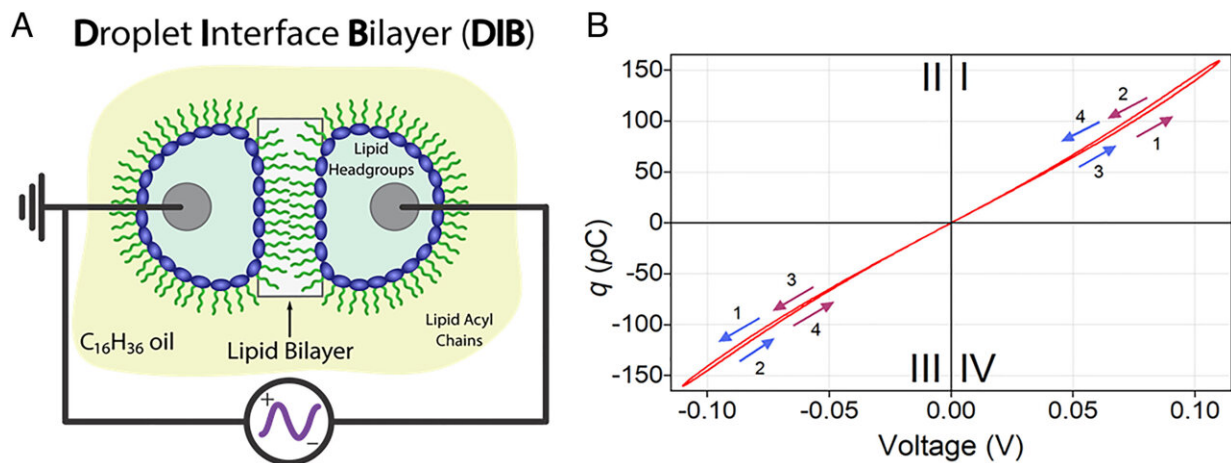 A
Droplet Interface Bilayer (DIB)
Lipid
Headgroups
C16H36 oil
Lipid Bilayer
Lipid Acyl
Chains
+
−
B
II I
III IV
150
100
50
0
-50
-100
-150
q (pC)
2
4
1
3
3
1
4
2
-0.10 -0.05 0.00 0.05 0.10
Voltage (V)